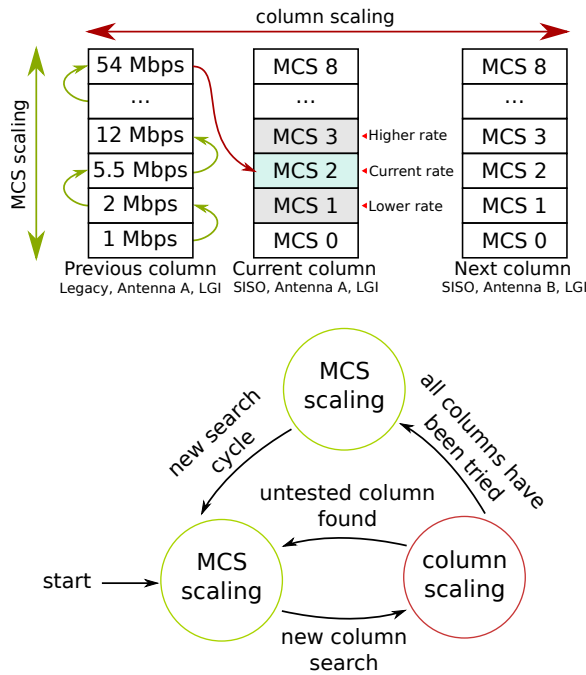 column scaling
MCS scaling
54 Mbps
...
12 Mbps
5.5 Mbps
2 Mbps
1 Mbps
Previous column
Legacy, Antenna A, LGI
MCS 8
...
MCS 3
MCS 2
MCS 1
MCS 0
Higher rate
Current rate
Lower rate
Current column
SISO, Antenna A, LGI
MCS 8
...
MCS 3
MCS 2
MCS 1
MCS 0
Next column
SISO, Antenna B, LGI
MCS
scaling
new search
cycle
all columns have
been tried
untested column
found
start
MCS
scaling
column
scaling
new column
search